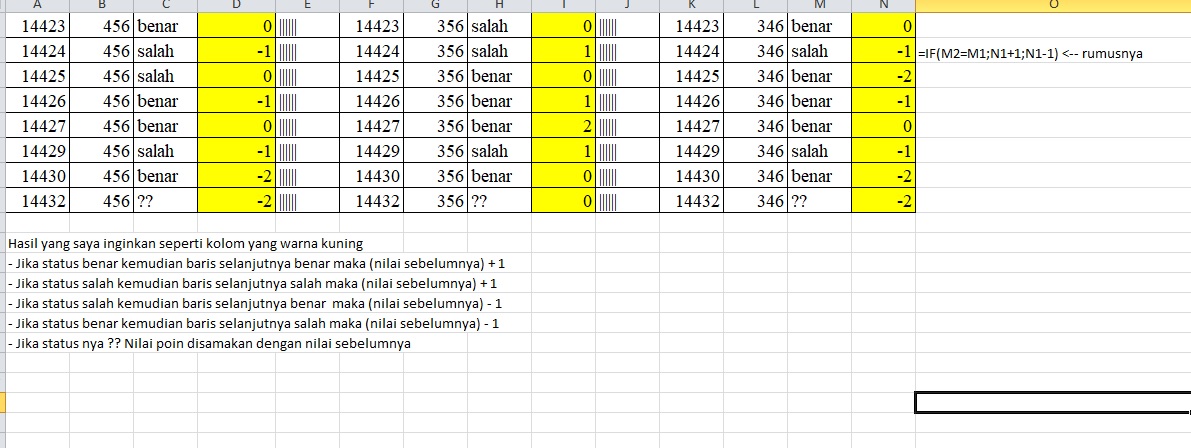 A B C D E F G H I J K L M N O
14423 456 benar 0 |||||| 14423 356 salah 0 |||||| 14423 346 benar 0
14424 456 salah -1 |||||| 14424 356 salah 1 |||||| 14424 346 salah -1 =IF(M2=M1;N1+1;N1-1) <-- rumusnya
14425 456 salah 0 |||||| 14425 356 benar 0 |||||| 14425 346 benar -2
14426 456 benar -1 |||||| 14426 356 benar 1 |||||| 14426 346 benar -1
14427 456 benar 0 |||||| 14427 356 benar 2 |||||| 14427 346 benar 0
14429 456 salah -1 |||||| 14429 356 salah 1 |||||| 14429 346 salah -1
14430 456 benar -2 |||||| 14430 356 benar 0 |||||| 14430 346 benar -2
14432 456 ?? -2 |||||| 14432 356 ?? 0 |||||| 14432 346 ?? -2
Hasil yang saya inginkan seperti kolom yang warna kuning
- Jika status benar kemudian baris selanjutnya benar maka (nilai sebelumnya) + 1
- Jika status salah kemudian baris selanjutnya salah maka (nilai sebelumnya) + 1
- Jika status salah kemudian baris selanjutnya benar maka (nilai sebelumnya) - 1
- Jika status benar kemudian baris selanjutnya salah maka (nilai sebelumnya) - 1
- Jika status nya ?? Nilai poin disamakan dengan nilai sebelumnya